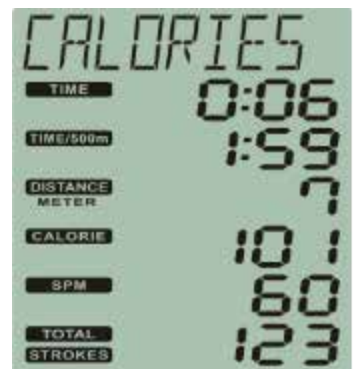 CALORIES
TIME 0:06
TIME/500m 1:59
DISTANCE 7
METER
CALORIE 101
SPM 60
TOTAL 123
STROKES